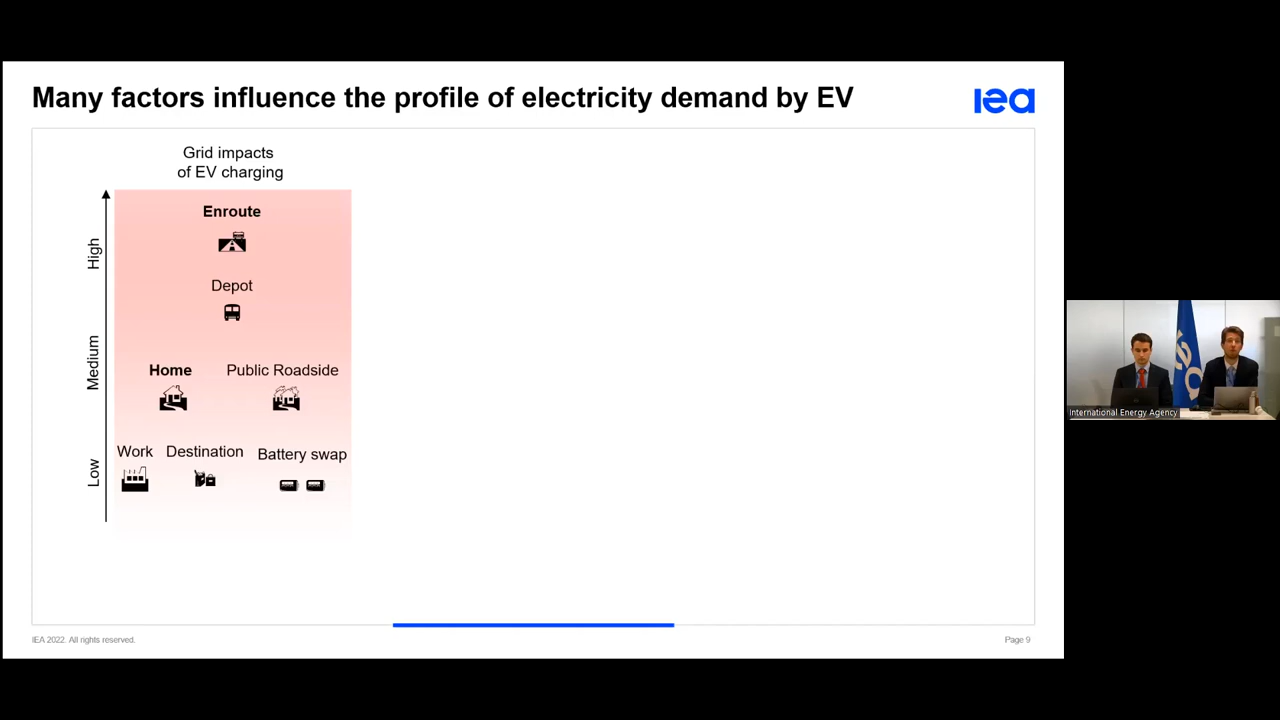 Many factors influence the profile of electricity demand by EV
iea
Grid impacts
of EV charging
High
Medium
Low
Enroute
Depot
Home
Public Roadside
Work
Destination
Battery swap
IEA 2022. All rights reserved.
Page 9
International Energy Agency